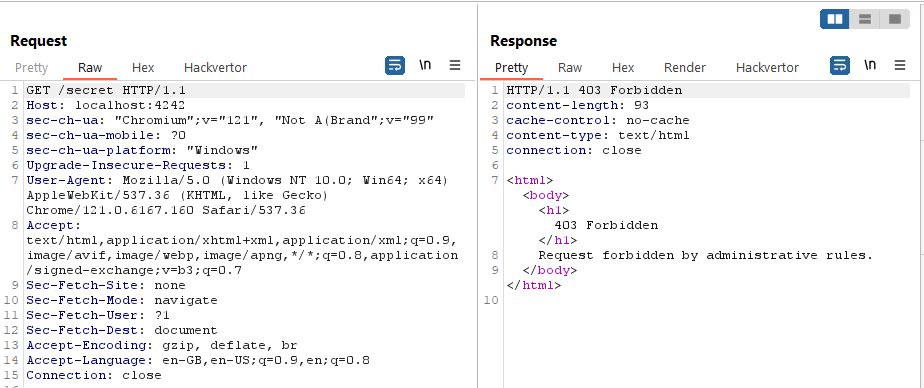 Request
Pretty Raw Hex Hackvertor \n
1 GET /secret HTTP/1.1
2 Host: localhost:4242
3 sec-ch-ua: "Chromium";v="121", "Not A(Brand";v="99"
4 sec-ch-ua-mobile: ?0
5 sec-ch-ua-platform: "Windows"
6 Upgrade-Insecure-Requests: 1
7 User-Agent: Mozilla/5.0 (Windows NT 10.0; Win64; x64)
AppleWebKit/537.36 (KHTML, like Gecko)
Chrome/121.0.6167.160 Safari/537.36
8 Accept:
text/html,application/xhtml+xml,application/xml;q=0.9,
image/avif,image/webp,image/apng,*/*;q=0.8,application
/signed-exchange;v=b3;q=0.7
9 Sec-Fetch-Site: none
10 Sec-Fetch-Mode: navigate
11 Sec-Fetch-User: ?1
12 Sec-Fetch-Dest: document
13 Accept-Encoding: gzip, deflate, br
14 Accept-Language: en-GB,en-US;q=0.9,en;q=0.8
15 Connection: close
Response
Pretty Raw Hex Render Hackvertor \n
1 HTTP/1.1 403 Forbidden
2 content-length: 93
3 cache-control: no-cache
4 content-type: text/html
5 connection: close
6
7 <html>
<body>
<h1>
403 Forbidden
</h1>
8 Request forbidden by administrative rules.
9 </body>
</html>
10